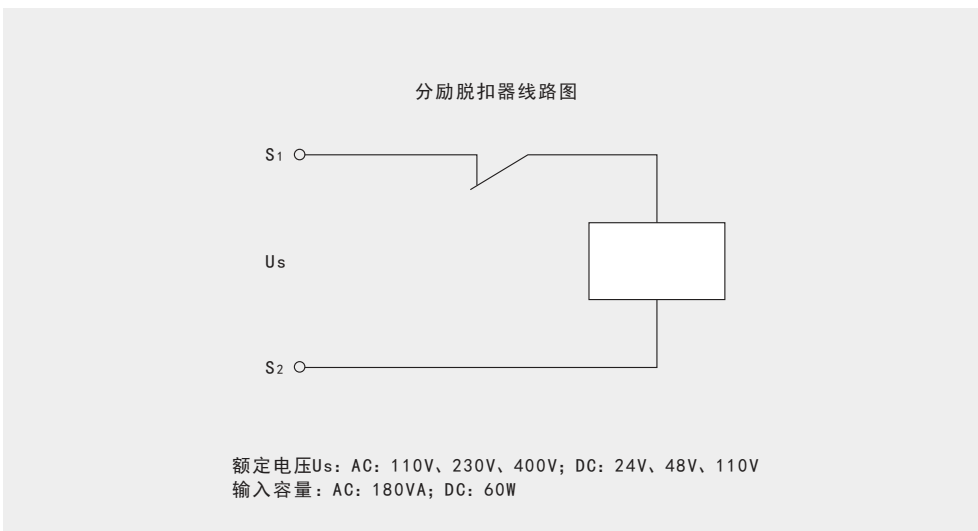 分励脱扣器线路图
S1
Us
S2
额定电压Us：AC：110V、230V、400V；DC：24V、48V、110V
输入容量：AC：180VA；DC：60W